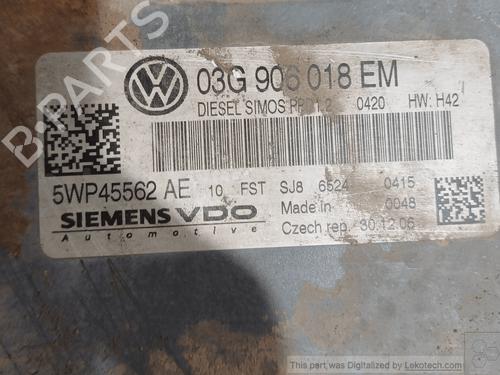 B-PARTS
03G 906 018 EM
DIESEL SIMOS PPD1.2 0420 HW: H42
5WP45562 AE 10 FST SJ8 6524 0415
SIEMENS VDO
Automotive
Made in 0048
Czech rep. 30.12.06
This part was Digitalized by Lekotech.com